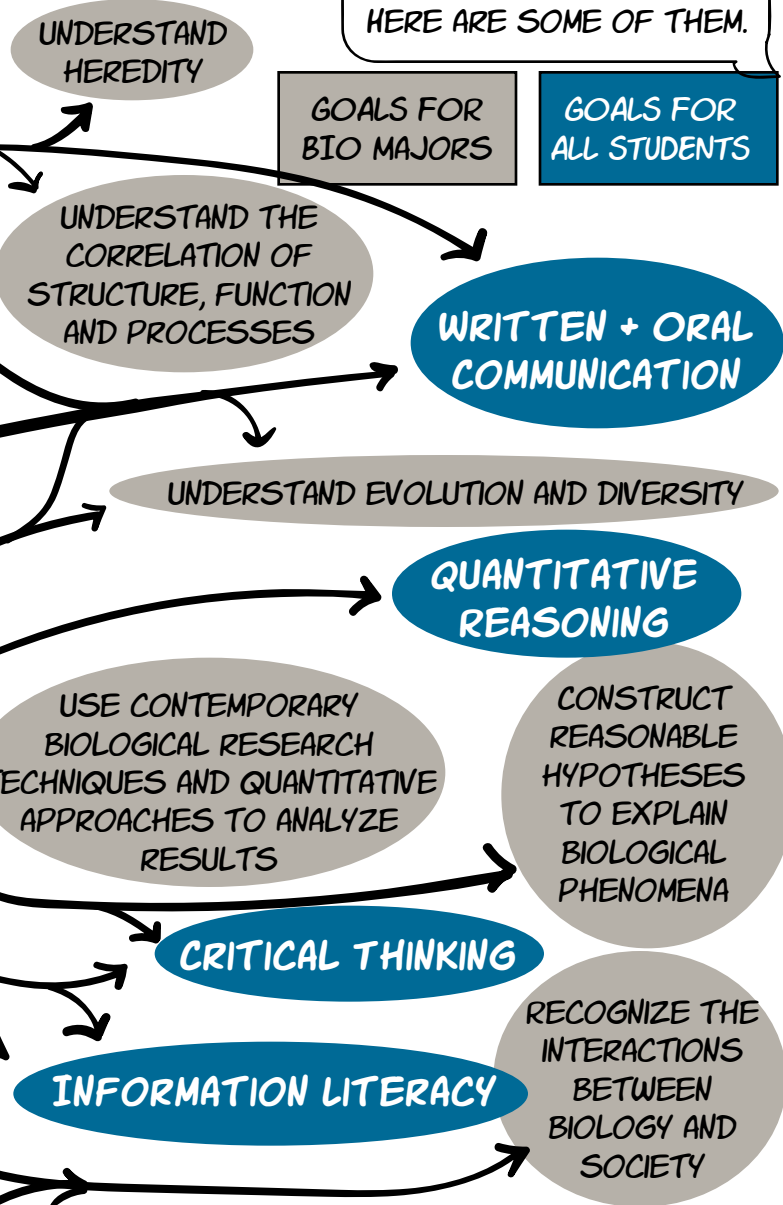 HERE ARE SOME OF THEM.
UNDERSTAND
HEREDITY
GOALS FOR
BIO MAJORS
GOALS FOR
ALL STUDENTS
UNDERSTAND THE
CORRELATION OF
STRUCTURE, FUNCTION
AND PROCESSES
WRITTEN + ORAL
COMMUNICATION
UNDERSTAND EVOLUTION AND DIVERSITY
QUANTITATIVE
REASONING
USE CONTEMPORARY
BIOLOGICAL RESEARCH
TECHNIQUES AND QUANTITATIVE
APPROACHES TO ANALYZE
RESULTS
CONSTRUCT
REASONABLE
HYPOTHESES
TO EXPLAIN
BIOLOGICAL
PHENOMENA
CRITICAL THINKING
INFORMATION LITERACY
RECOGNIZE THE
INTERACTIONS
BETWEEN
BIOLOGY AND
SOCIETY